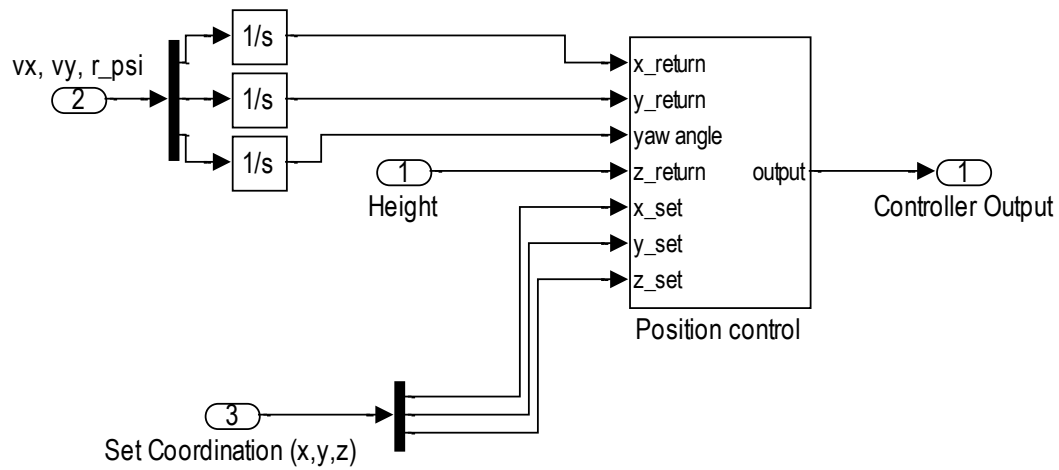 vx, vy, r_psi
2
1/s
1/s
1/s
1
Height
x_return
y_return
yaw angle
z_return
x_set
y_set
z_set
output
Position control
1
Controller Output
3
Set Coordination (x,y,z)